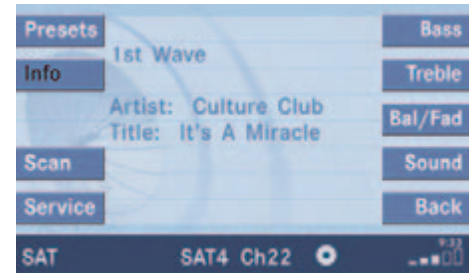 Presets
Bass
1st Wave
Info
Treble
Artist: Culture Club
Bal/Fad
Title: It's A Miracle
Scan
Sound
Service
Back
SAT
SAT4 Ch22
9:33